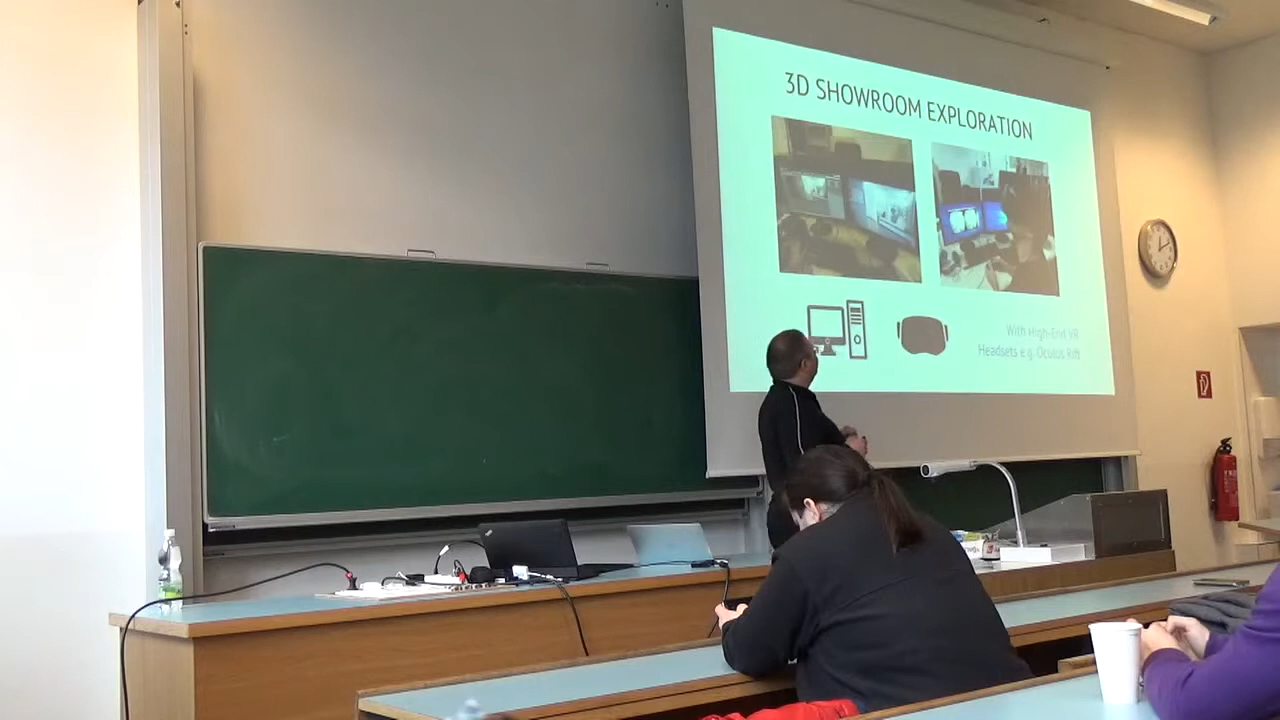 3D SHOWROOM EXPLORATION
With High-End VR
Headsets e.g. Oculus Rift